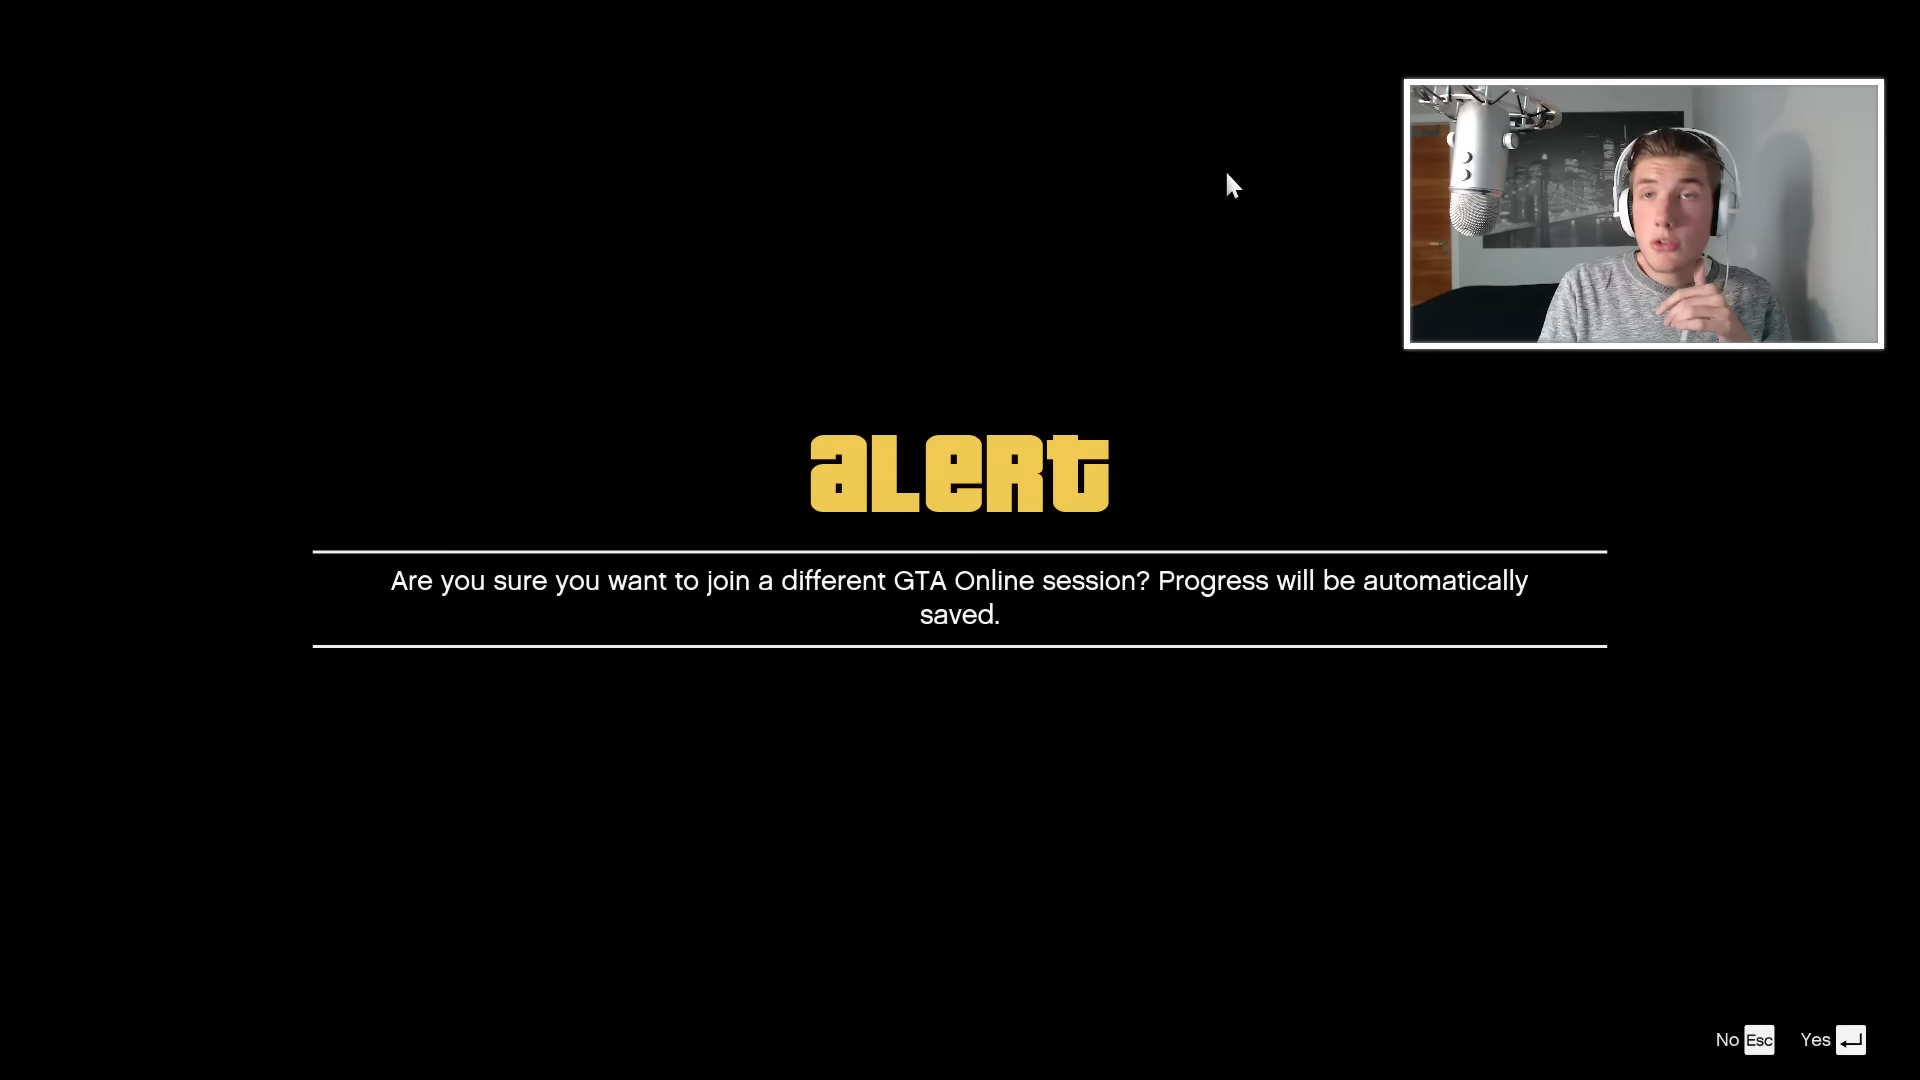 alert
Are you sure you want to join a different GTA Online session? Progress will be automatically
saved.
No Esc Yes